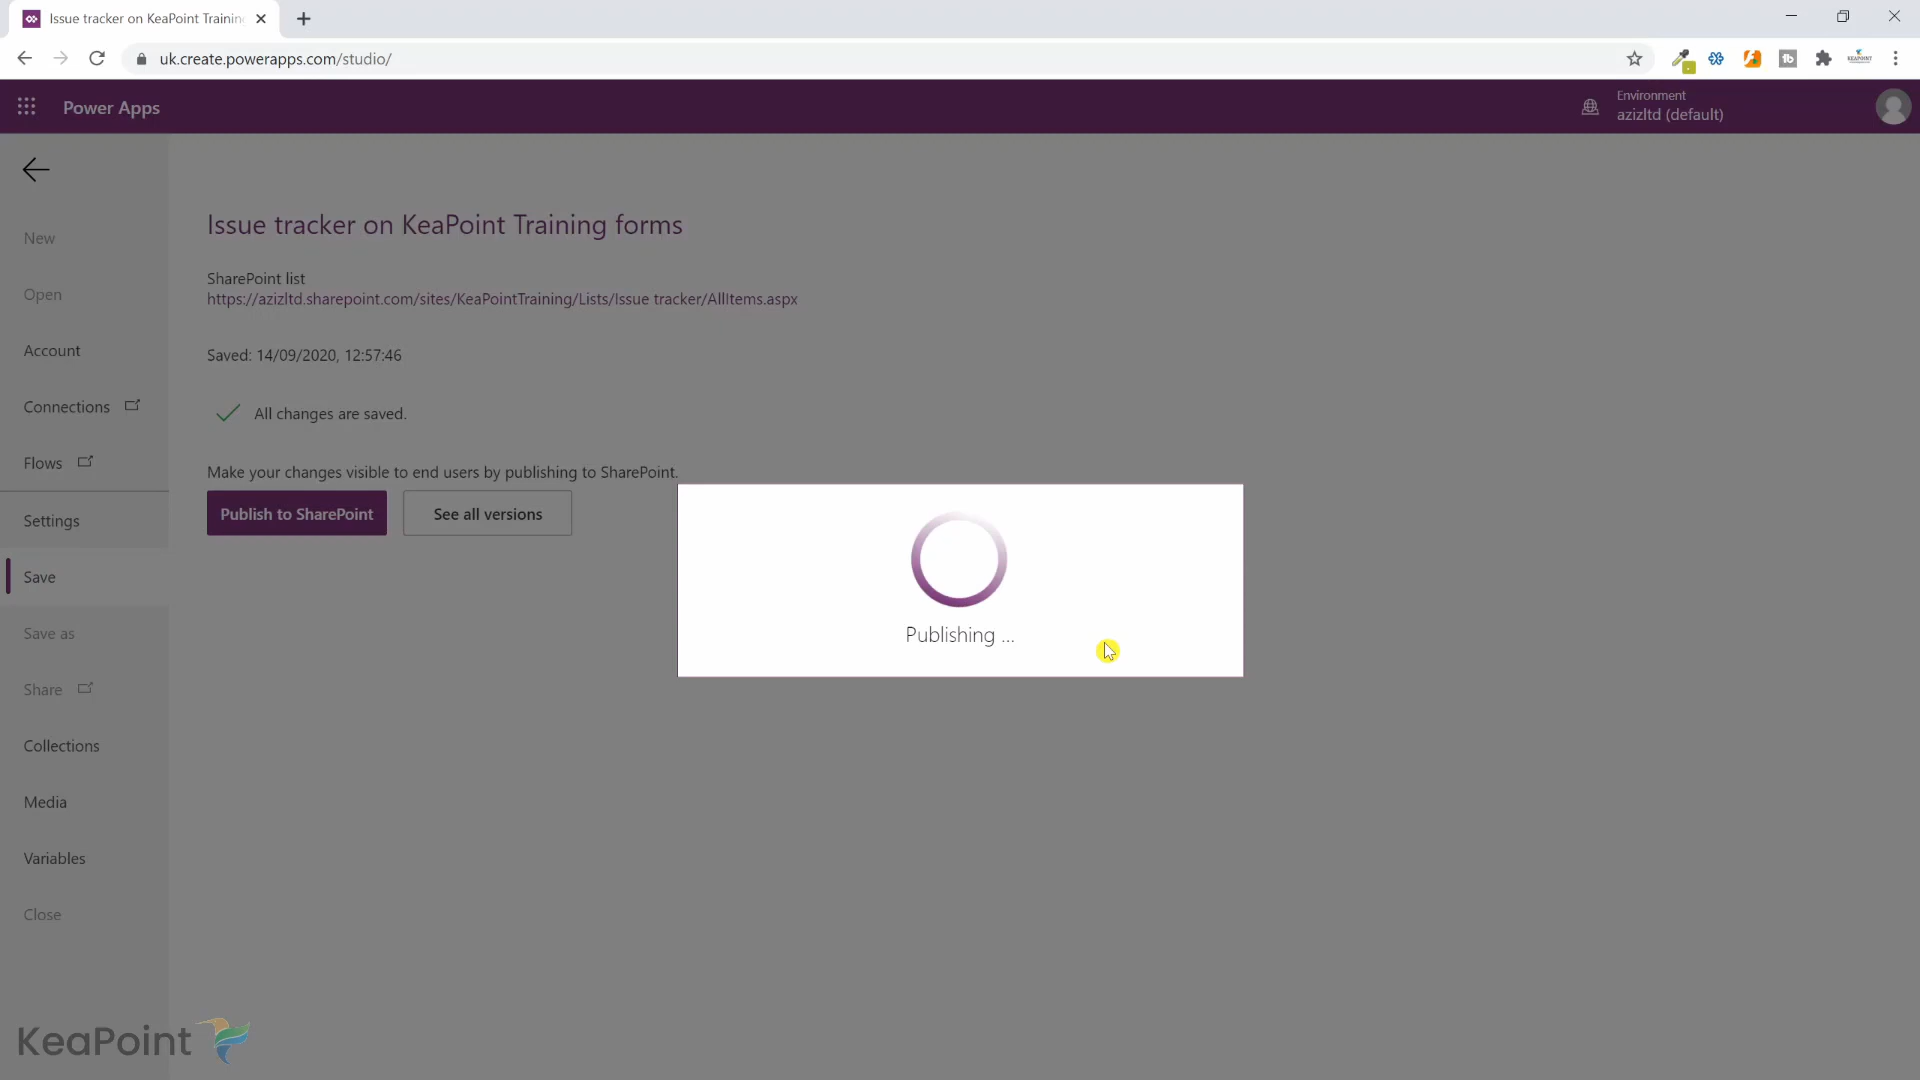 Issue tracker on KeaPoint Training
uk.create.powerapps.com/studio/
Power Apps
Environment
azizltd (default)
New
Open
Account
Connections
Flows
Settings
Save
Save as
Share
Collections
Media
Variables
Close
Issue tracker on KeaPoint Training forms
SharePoint list
https://azizltd.sharepoint.com/sites/KeaPointTraining/Lists/Issue tracker/AllItems.aspx
Saved: 14/09/2020, 12:57:46
All changes are saved.
Make your changes visible to end users by publishing to SharePoint.
Publish to SharePoint
See all versions
Publishing ...
KeaPoint